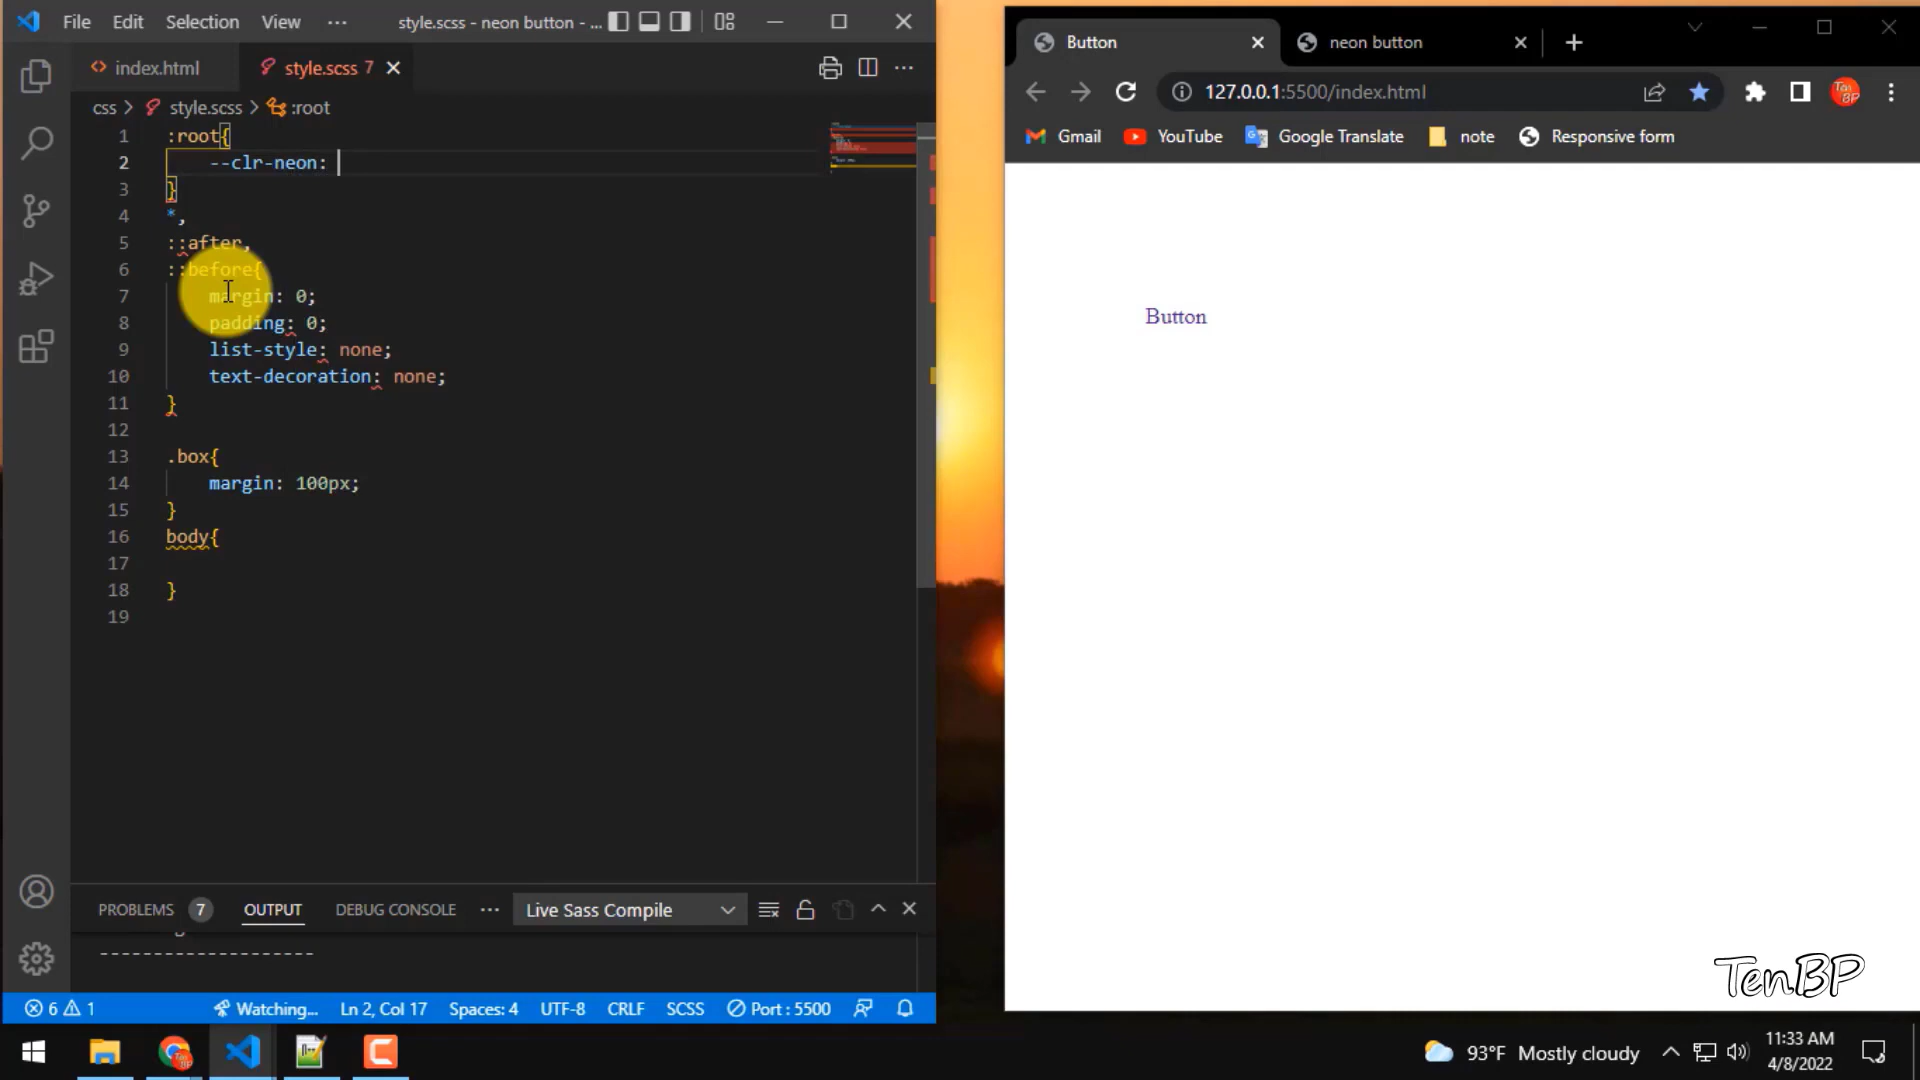 File Edit Selection View ··· style.scss - neon button - ...
index.html style.scss 7
css > style.scss > :root
1 :root{
2 --clr-neon:
3 }
4 *,
5 ::after,
6 ::before{
7 margin: 0;
8 padding: 0;
9 list-style: none;
10 text-decoration: none;
11 }
12
13 .box{
14 margin: 100px;
15 }
16 body{
17
18 }
19
PROBLEMS 7 OUTPUT DEBUG CONSOLE ··· Live Sass Compile
--------------------
6 1 Watching... Ln 2, Col 17 Spaces: 4 UTF-8 CRLF SCSS Port : 5500
Button neon button
127.0.0.1:5500/index.html
Gmail YouTube Google Translate note Responsive form
Button
TenBP
93°F Mostly cloudy 11:33 AM
4/8/2022